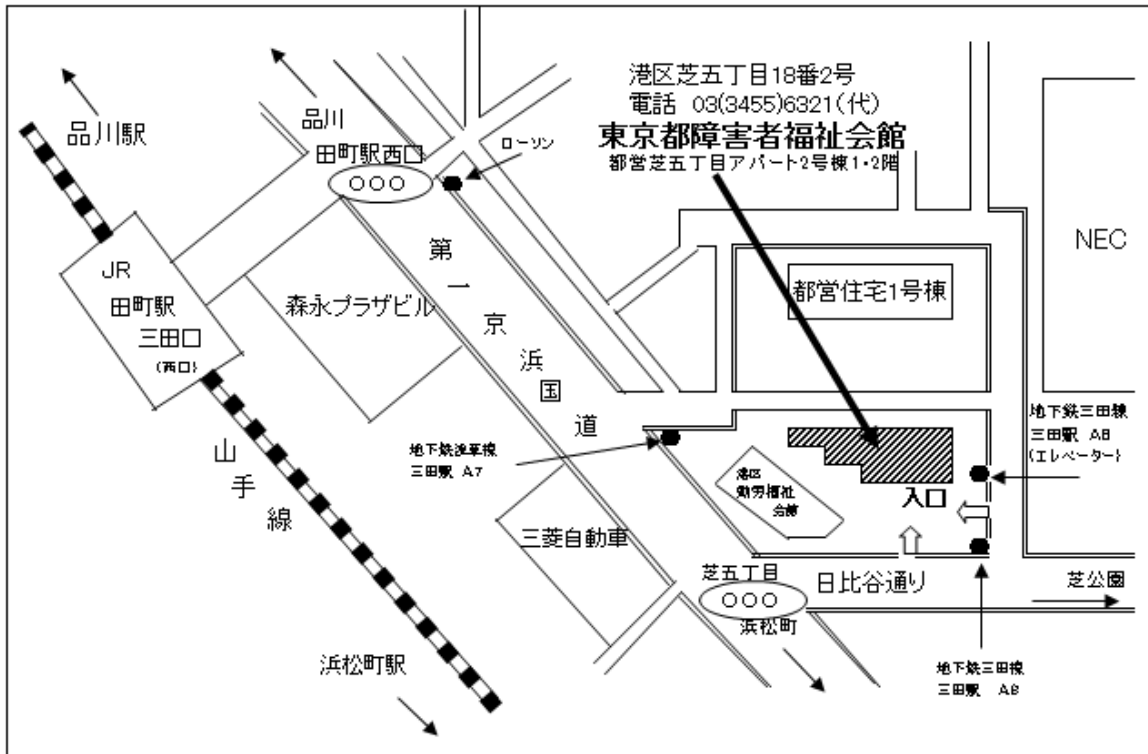 港区芝五丁目18番2号
電話 03(3455)6321(代)
東京都障害者福祉会館
都営芝五丁目アパート2号棟1・2階
品川駅
品川
田町駅西口
○○○
ローソン
JR
田町駅
三田口
(西口)
森永プラザビル
第一京浜国道
都営住宅1号棟
NEC
地下鉄三田線
三田駅 A8
(エレベーター)
地下鉄浅草線
三田駅 A7
港区
勤労福祉
会館
入口
山手線
三菱自動車
芝五丁目
○○○
浜松町
日比谷通り
芝公園
浜松町駅
地下鉄三田線
三田駅